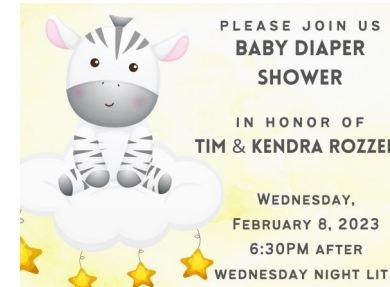 PLEASE JOIN US
BABY DIAPER
SHOWER
IN HONOR OF
TIM & KENDRA
WEDNESDAY,
FEBRUARY 8, 2023
6:30PM AFTER
WEDNESDAY NIGHT